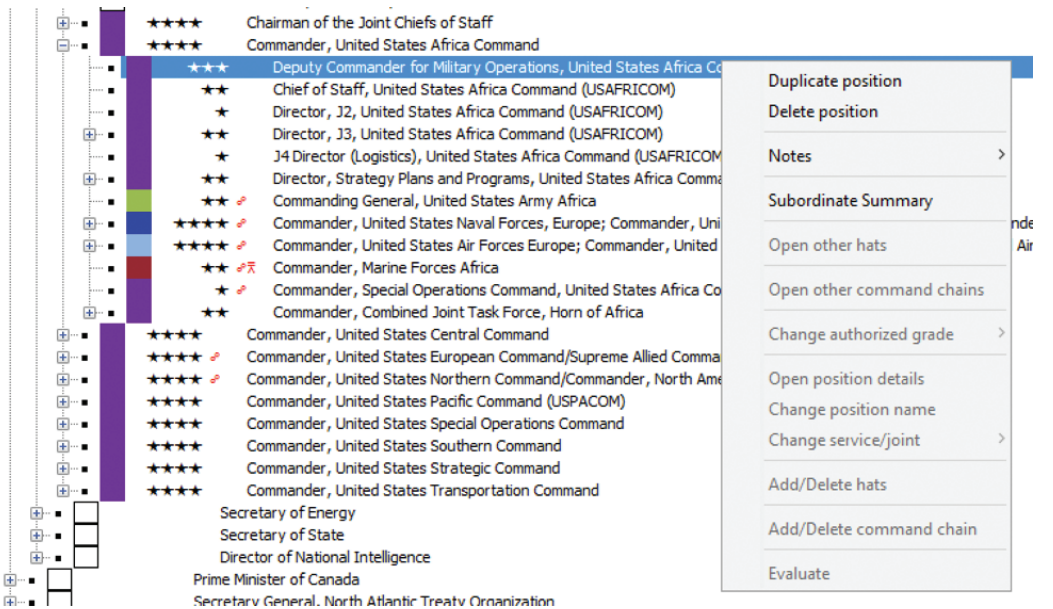 Chairman of the Joint Chiefs of Staff
Commander, United States Africa Command
Deputy Commander for Military Operations, United States Africa Co
Chief of Staff, United States Africa Command (USAFRICOM)
Director, J2, United States Africa Command (USAFRICOM)
Director, J3, United States Africa Command (USAFRICOM)
J4 Director (Logistics), United States Africa Command (USAFRICOM
Director, Strategy Plans and Programs, United States Africa Comma
Commanding General, United States Army Africa
Commander, United States Naval Forces, Europe; Commander, Uni
nde
Commander, United States Air Forces Europe; Commander, United
Air
Commander, Marine Forces Africa
Commander, Special Operations Command, United States Africa Co
Commander, Combined Joint Task Force, Horn of Africa
Commander, United States Central Command
Commander, United States European Command/Supreme Allied Comma
Commander, United States Northern Command/Commander, North Ame
Commander, United States Pacific Command (USPACOM)
Commander, United States Special Operations Command
Commander, United States Southern Command
Commander, United States Strategic Command
Commander, United States Transportation Command
Secretary of Energy
Secretary of State
Director of National Intelligence
Prime Minister of Canada
Secretary General, North Atlantic Treaty Organization
Duplicate position
Delete position
Notes
Subordinate Summary
Open other hats
Open other command chains
Change authorized grade
Open position details
Change position name
Change service/joint
Add/Delete hats
Add/Delete command chain
Evaluate